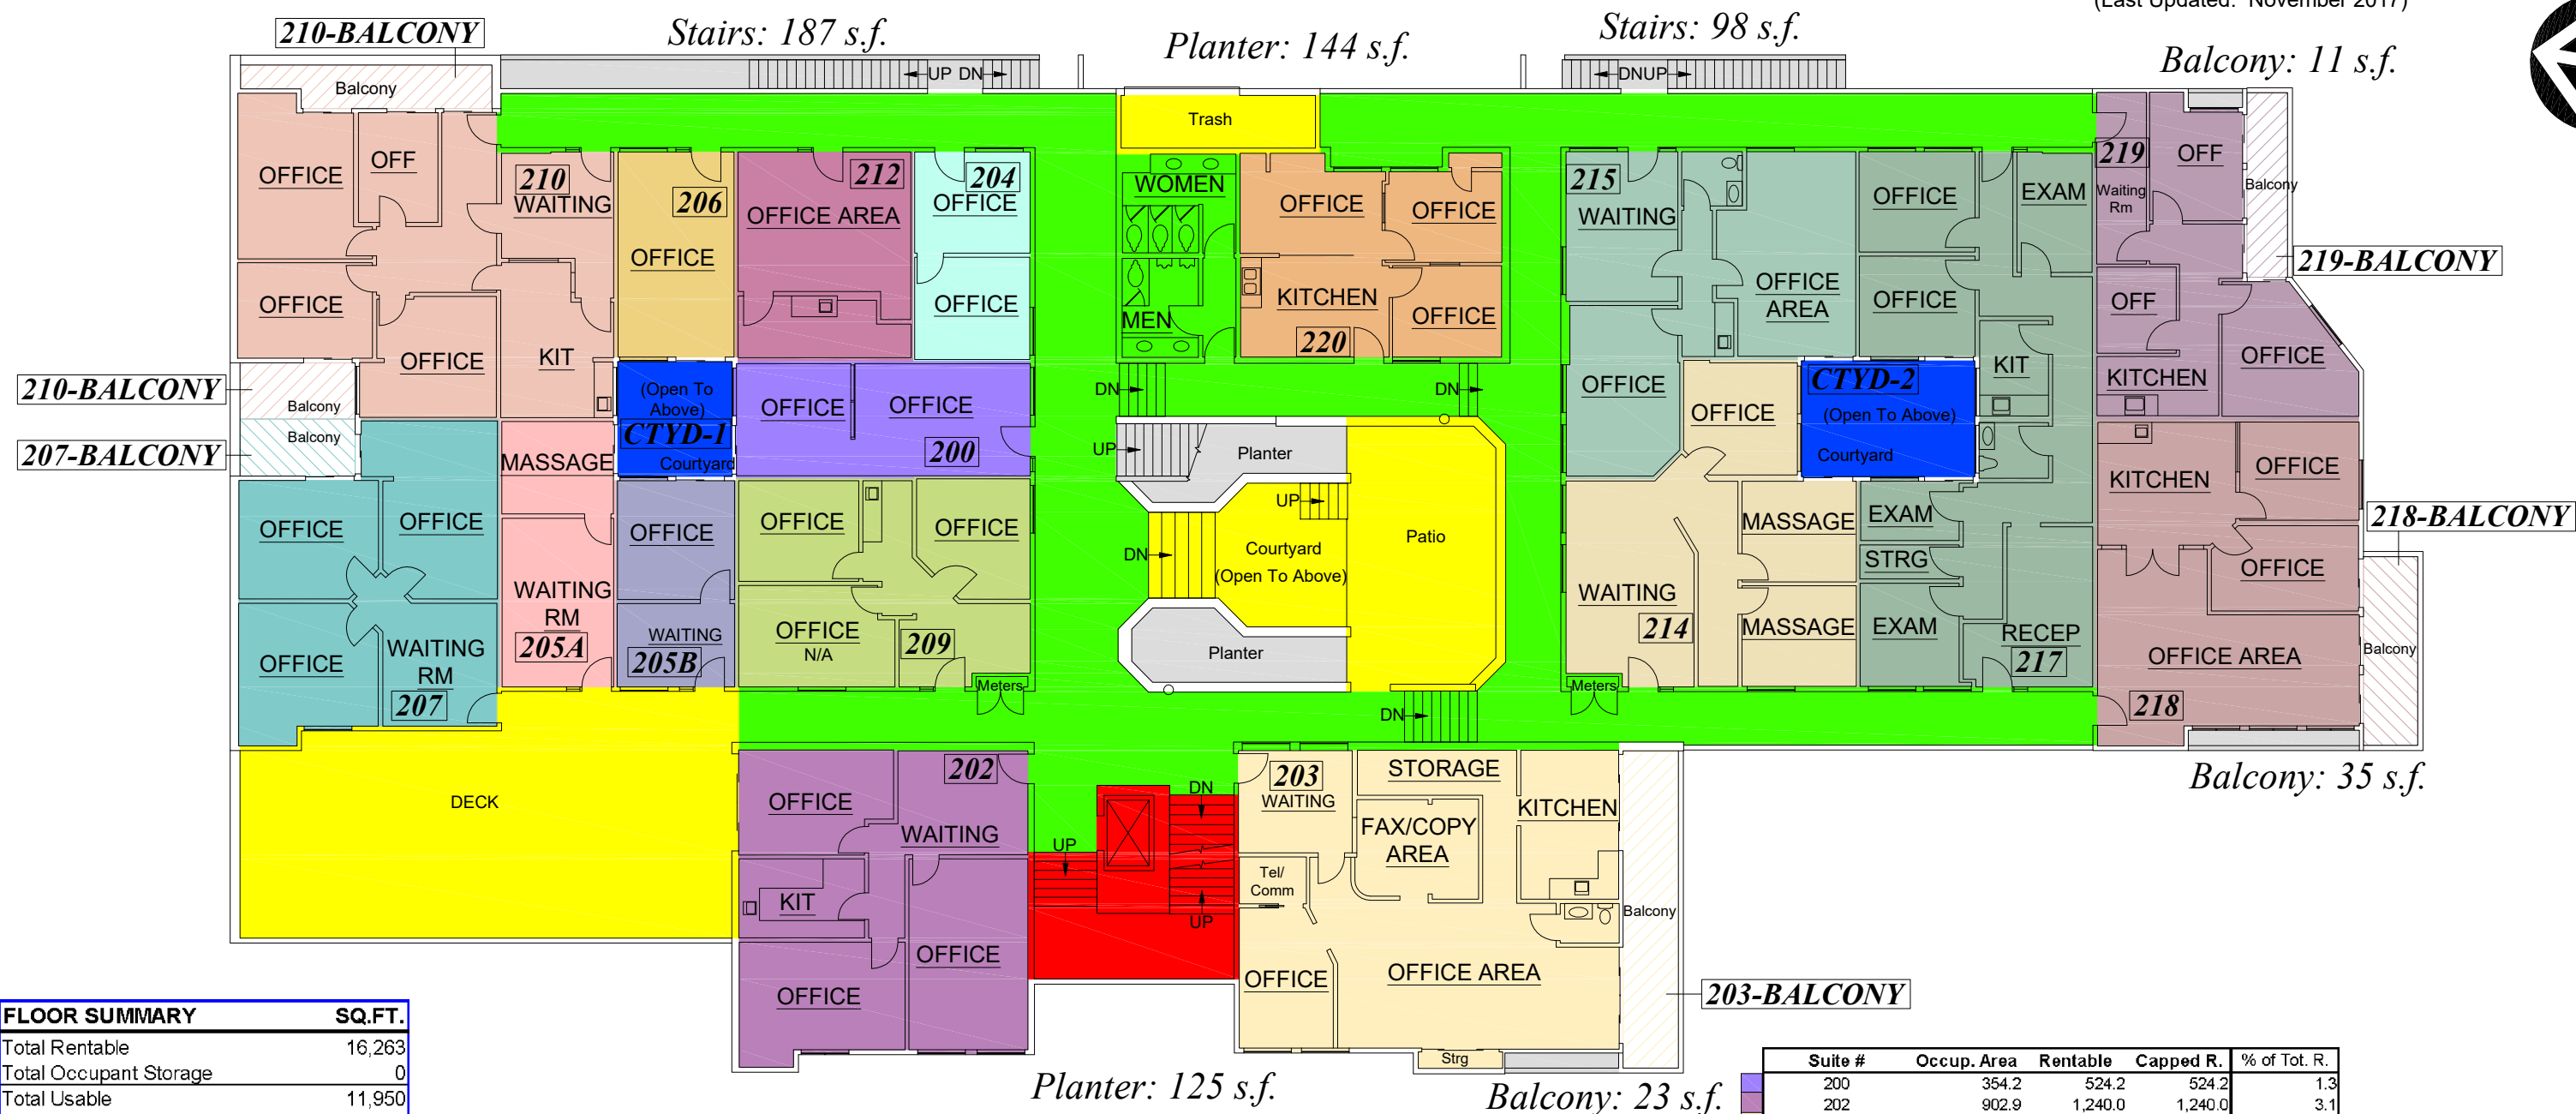 (Last Updated: November 2017)
210-BALCONY
Stairs: 187 s.f.
Planter: 144 s.f.
Stairs: 98 s.f.
Balcony: 11 s.f.
Balcony
UP DN
DNUP
Trash
OFFICE
OFF
210
WAITING
206
OFFICE
212
OFFICE AREA
204
OFFICE
OFFICE
WOMEN
MEN
OFFICE
OFFICE
KITCHEN
OFFICE
220
215
WAITING
OFFICE
AREA
OFFICE
OFFICE
EXAM
219
Waiting
Rm
OFF
Balcony
219-BALCONY
OFFICE
OFFICE
KIT
OFFICE
KIT
OFF
KITCHEN
OFFICE
210-BALCONY
Balcony
Balcony
207-BALCONY
(Open To
Above)
CTYD-1
Courtyard
OFFICE
OFFICE
200
DN
DN
UP
Planter
OFFICE
CTYD-2
(Open To Above)
Courtyard
MASSAGE
OFFICE
OFFICE
OFFICE
OFFICE
OFFICE
UP
DN
Courtyard
(Open To Above)
Patio
MASSAGE
EXAM
STRG
KITCHEN
OFFICE
218-BALCONY
OFFICE
OFFICE
WAITING
RM
207
WAITING
RM
205A
WAITING
205B
OFFICE
N/A
209
Planter
WAITING
214
MASSAGE
EXAM
RECEP
217
OFFICE AREA
218
Balcony
Meters
Meters
DN
DECK
202
OFFICE
WAITING
DN
UP
203
WAITING
STORAGE
KITCHEN
FAX/COPY
AREA
Balcony: 35 s.f.
KIT
OFFICE
UP
Tel/
Comm
Balcony
OFFICE
OFFICE
OFFICE AREA
203-BALCONY
Strg
Planter: 125 s.f.
Balcony: 23 s.f.
FLOOR SUMMARY SQ.FT.
Total Rentable 16,263
Total Occupant Storage 0
Total Usable 11,950
Suite # Occup. Area Rentable Capped R. % of Tot. R.
200 354.2 524.2 524.2 1.3
202 902.9 1,240.0 1,240.0 3.1